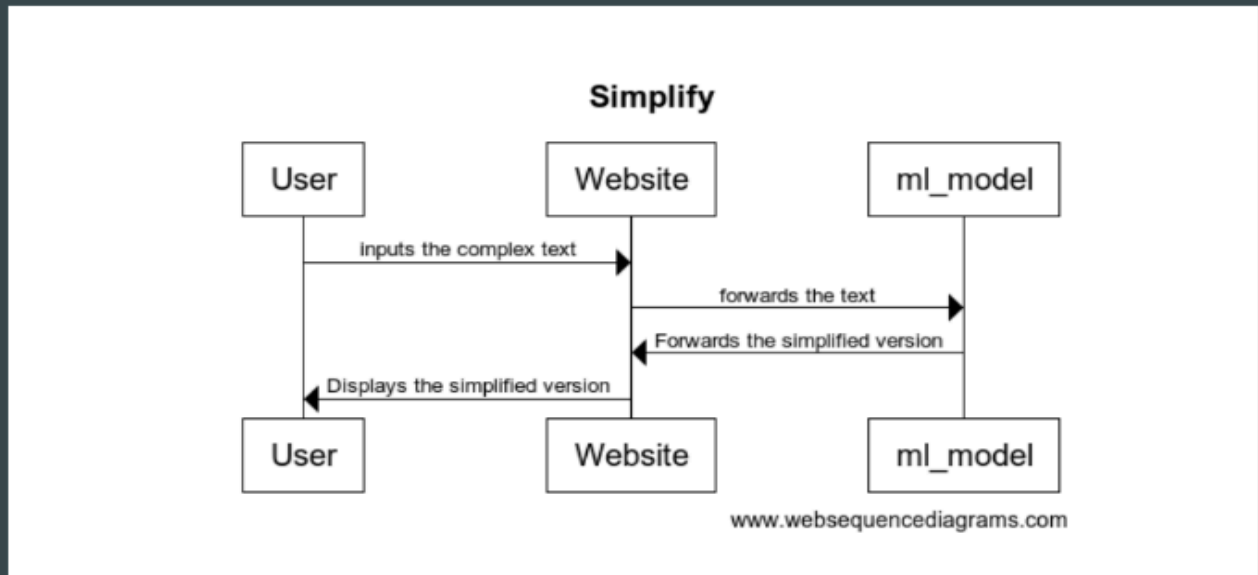 Simplify
User
Website
ml_model
inputs the complex text
forwards the text
Forwards the simplified version
Displays the simplified version
User
Website
ml_model
www.websequencediagrams.com